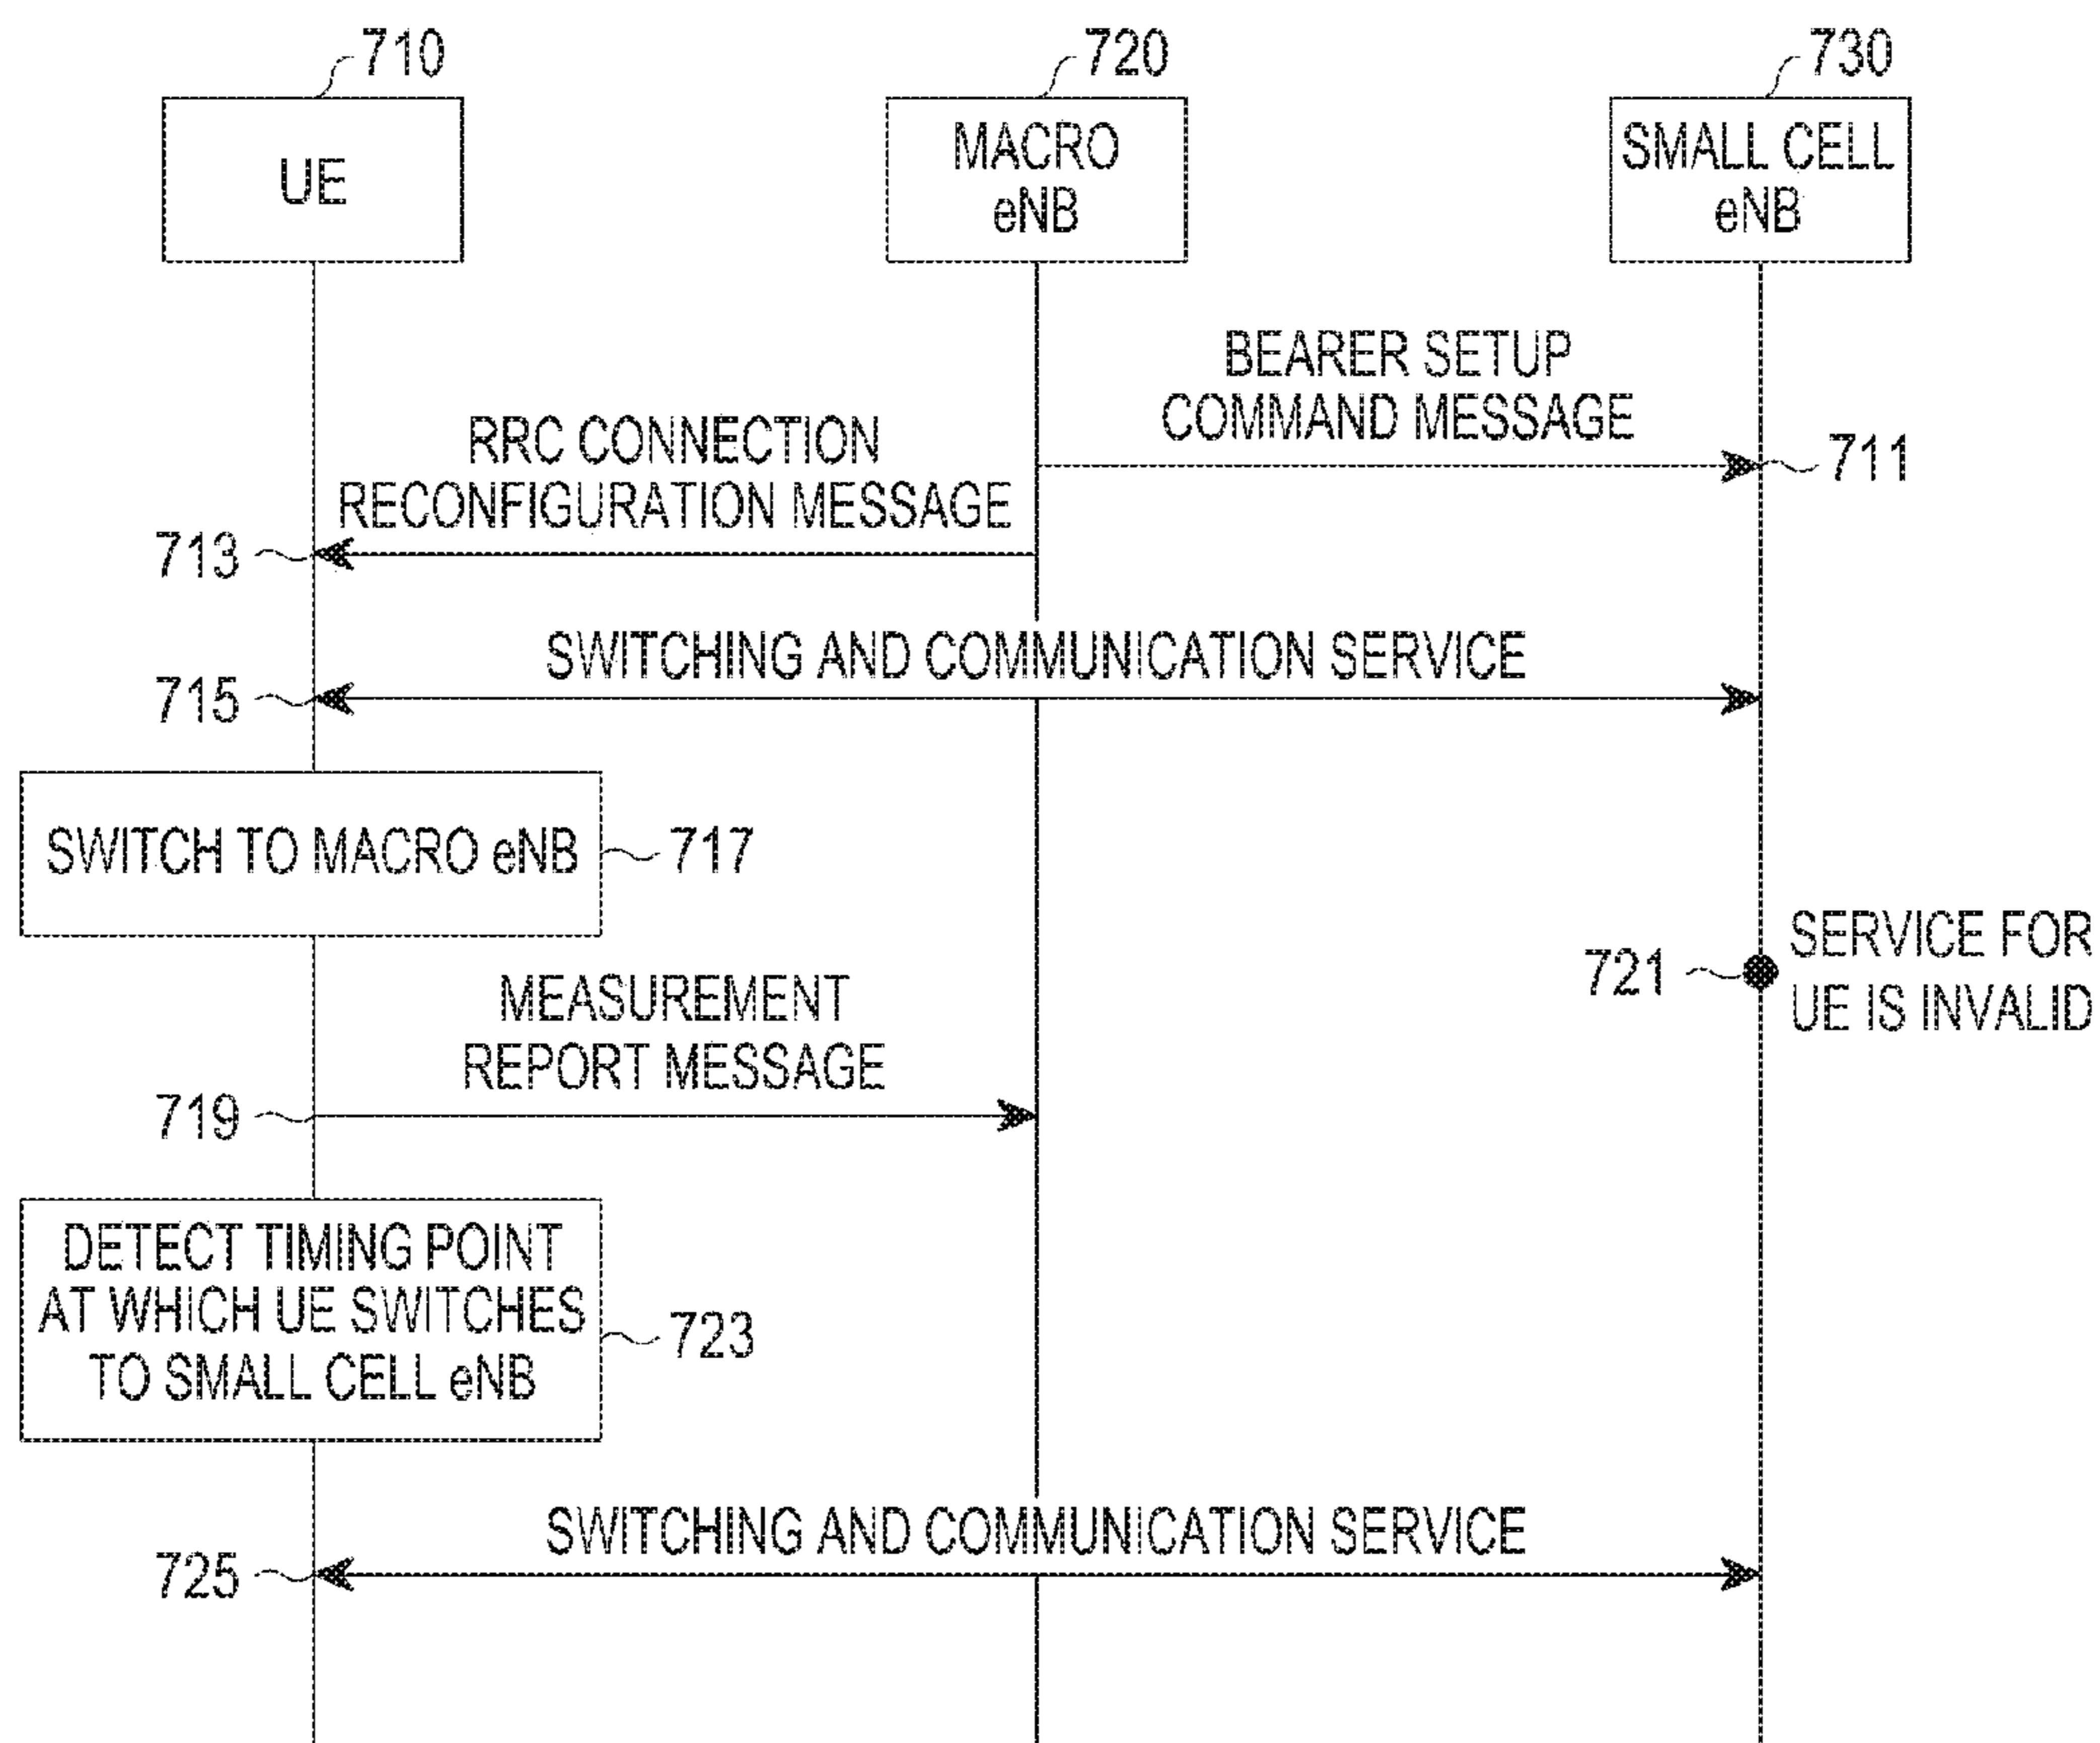 710
720
730
UE
MACRO
eNB
SMALL CELL
eNB
BEARER SETUP
COMMAND MESSAGE
711
RRC CONNECTION
RECONFIGURATION MESSAGE
713
SWITCHING AND COMMUNICATION SERVICE
715
SWITCH TO MACRO eNB
717
SERVICE FOR
UE IS INVALID
721
MEASUREMENT
REPORT MESSAGE
719
DETECT TIMING POINT
AT WHICH UE SWITCHES
TO SMALL CELL eNB
723
SWITCHING AND COMMUNICATION SERVICE
725